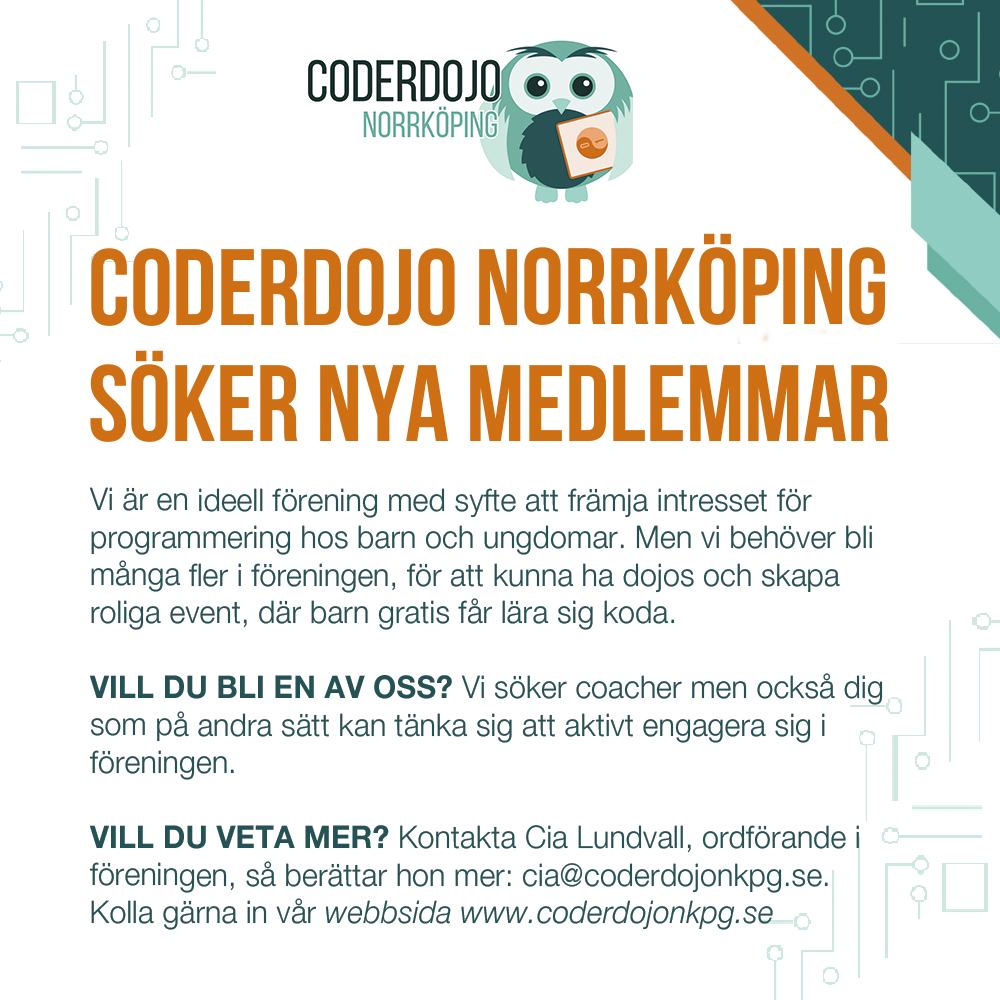 CODERDOJO
NORRKÖPING
CODERDOJO NORRKÖPING
SÖKER NYA MEDLEMMAR
Vi är en ideell förening med syfte att främja intresset för
programmering hos barn och ungdomar. Men vi behöver bli
många fler i föreningen, för att kunna ha dojos och skapa
roliga event, där barn gratis får lära sig koda.
VILL DU BLI EN AV OSS? Vi söker coacher men också dig
som på andra sätt kan tänka sig att aktivt engagera sig i
föreningen.
VILL DU VETA MER? Kontakta Cia Lundvall, ordförande i
föreningen, så berättar hon mer: cia@coderdojonkpg.se.
Kolla gärna in vår webbsida www.coderdojonkpg.se